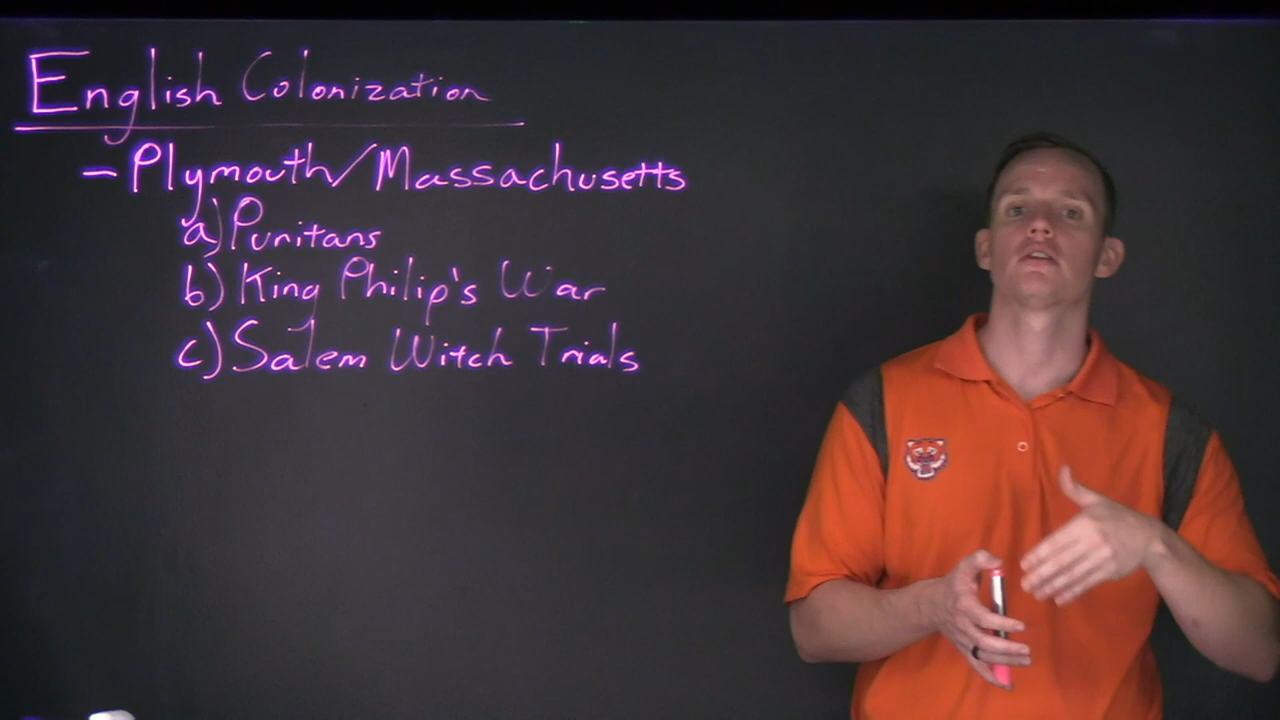 English Colonization
- Plymouth/Massachusetts
a) Puritans
b) King Philip's War
c) Salem Witch Trials